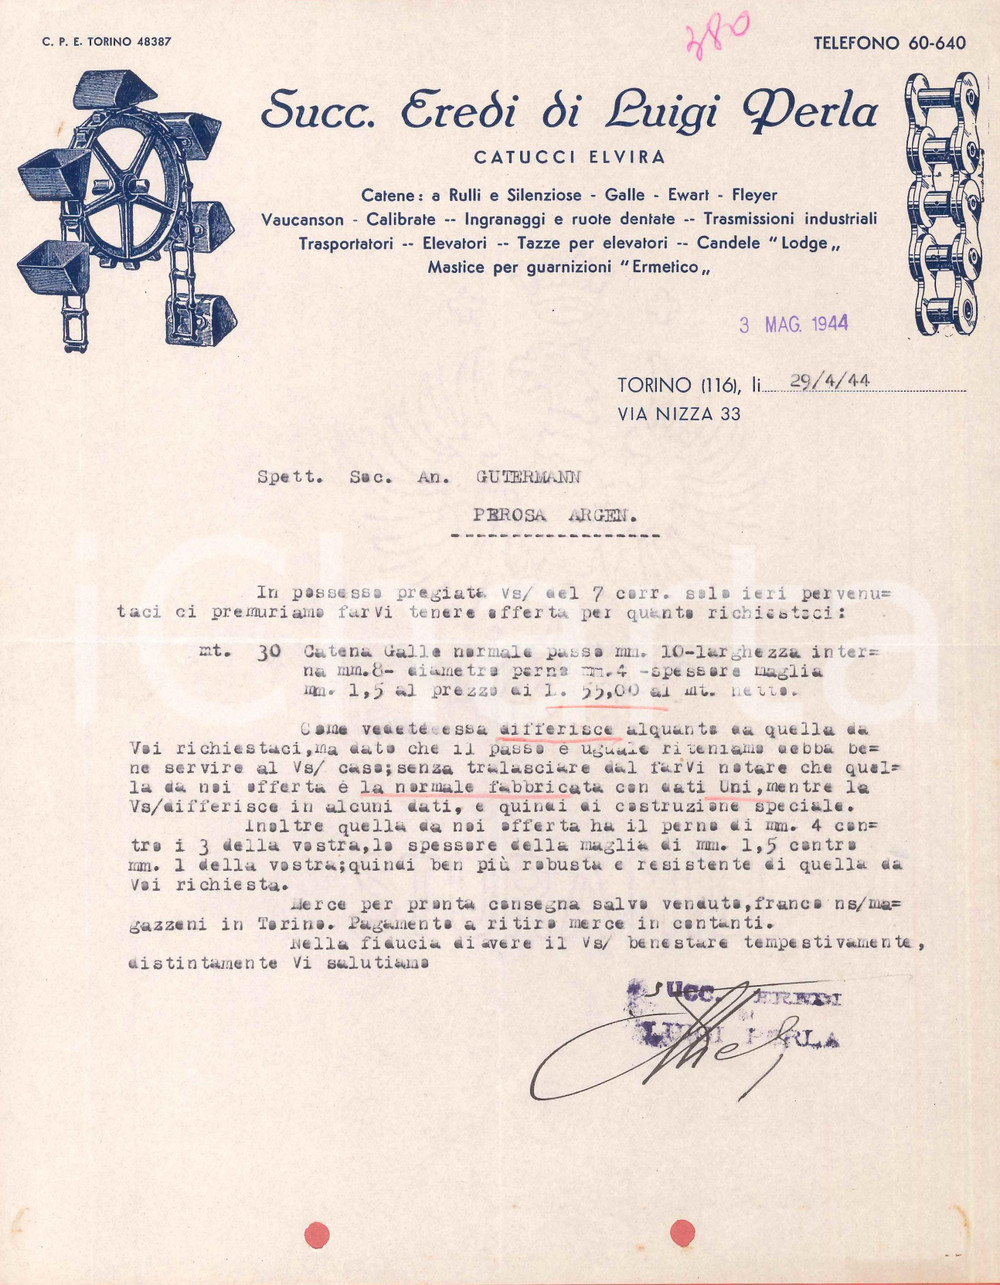 380
C. P. E. TORINO 48387
TELEFONO 60-640
Succ. Eredi di Luigi Perla
CATUCCI ELVIRA
Catene: a Rulli e Silenziose - Galle - Ewart - Fleyer
Vaucanson - Calibrate -- Ingranaggi e ruote dentate -- Trasmissioni industriali
Trasportatori -- Elevatori -- Tazze per elevatori -- Candele "Lodge„
Mastice per guarnizioni "Ermetico„
3 MAG. 1944
TORINO (116), li 29/4/44
VIA NIZZA 33
Spett. Soc. An. GUTERMANN
PEROSA ARGEN.
In possesso pregiata Vs/ del 7 corr. solo ieri pervenu=
taci ci premuriamo farVi tenere offerta per quanto richiestoci:
mt. 30 Catena Galle normale passo mm. 10-larghezza inter=
na mm.8- diametro perno mm.4 -spessore maglia
mm. 1,5 al prezzo di L. 55,00 al mt. netto.
Come vedete essa differisce alquanto da quella da
Voi richiestaci,ma dato che il passo è uguale riteniamo debba be=
ne servire al Vs/ caso;senza tralasciare dal farVi notare che quel=
la da noi offerta è la normale fabbricata con dati Uni,mentre la
Vs/differisce in alcuni dati, e quindi di costruzione speciale.
Inoltre quella da noi offerta ha il perno di mm. 4 con=
tro i 3 della vostra,lo spessore della maglia di mm. 1,5 contro
mm. 1 della vostra;quindi ben più robusta e resistente di quella da
Voi richiesta.
Merce per pronta consegna salvo venduto,franco ns/ma=
gazzeni in Torino. Pagamento a ritiro merce in contanti.
Nella fiducia di avere il Vs/ benestare tempestivamente,
distintamente Vi salutiamo
Succ. EREDI
di
LUIGI PERLA
iCharta